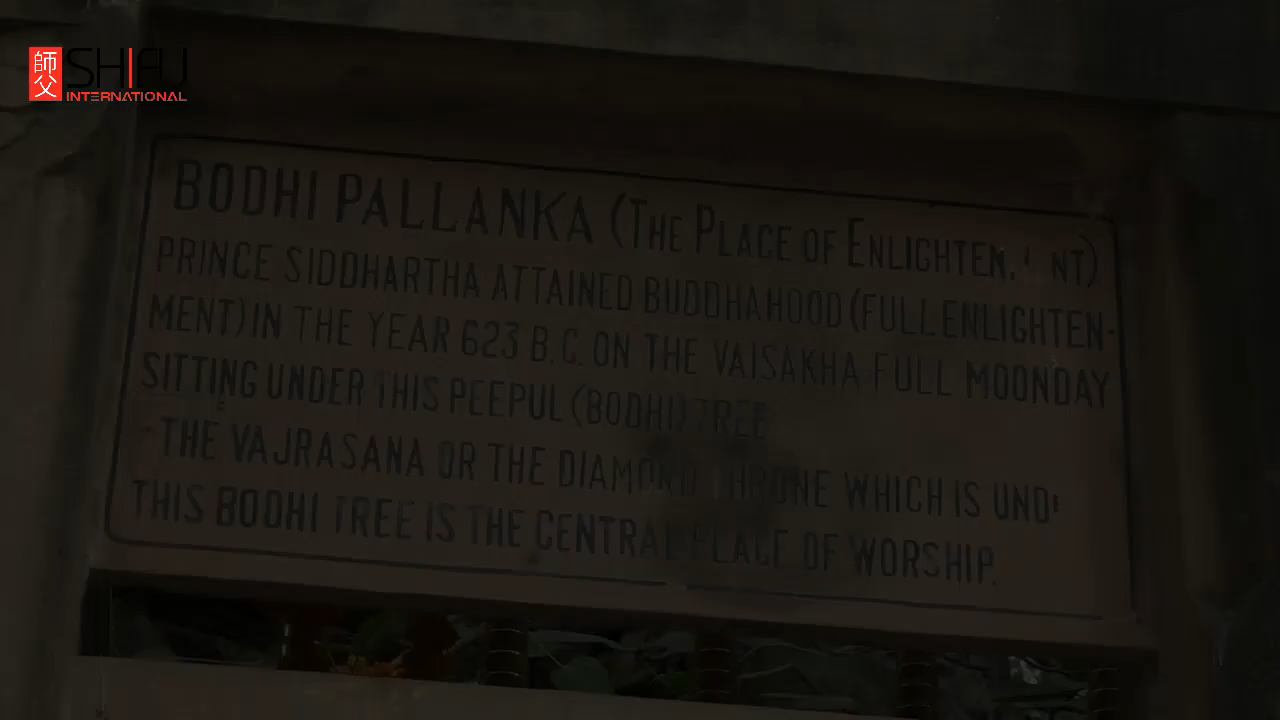 師父
SHIFU
INTERNATIONAL
BODHI PALLANKA (THE PLACE OF
PRINCE SIDDHARTHA ATTAINED BUDDHAHOOD (FULL ENLIGHTEN-
MENT) IN THE YEAR 623 B.C. ON THE VAISAKHA FULL MOONDAY
SITTING UNDER THIS PEEPUL (BODHI) TREE
THE VAJRASANA OR THE DIAMOND THRONE WHICH IS
THIS BODHI TREE IS THE CENTRAL PLACE OF WORSHIP.